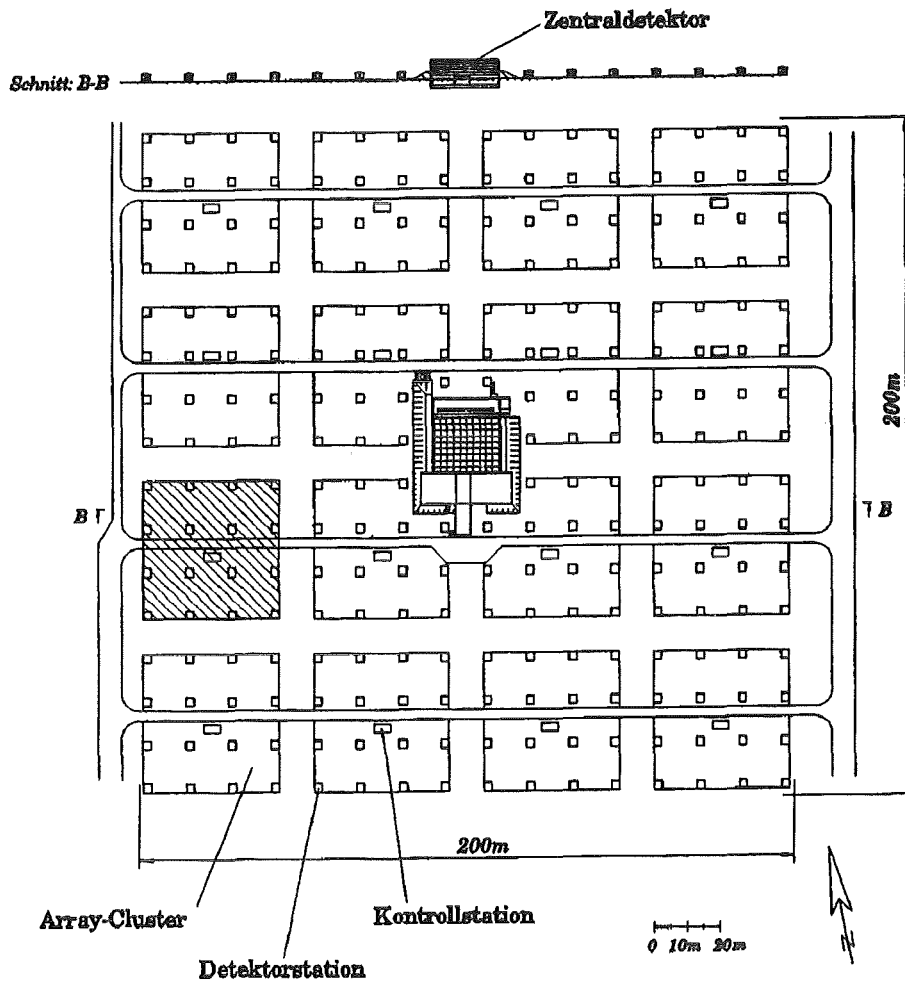 Zentraldetektor
Schnitt: B-B
200m
B
B
200m
Array-Cluster
Kontrollstation
Detektorstation
0 10m 20m
N